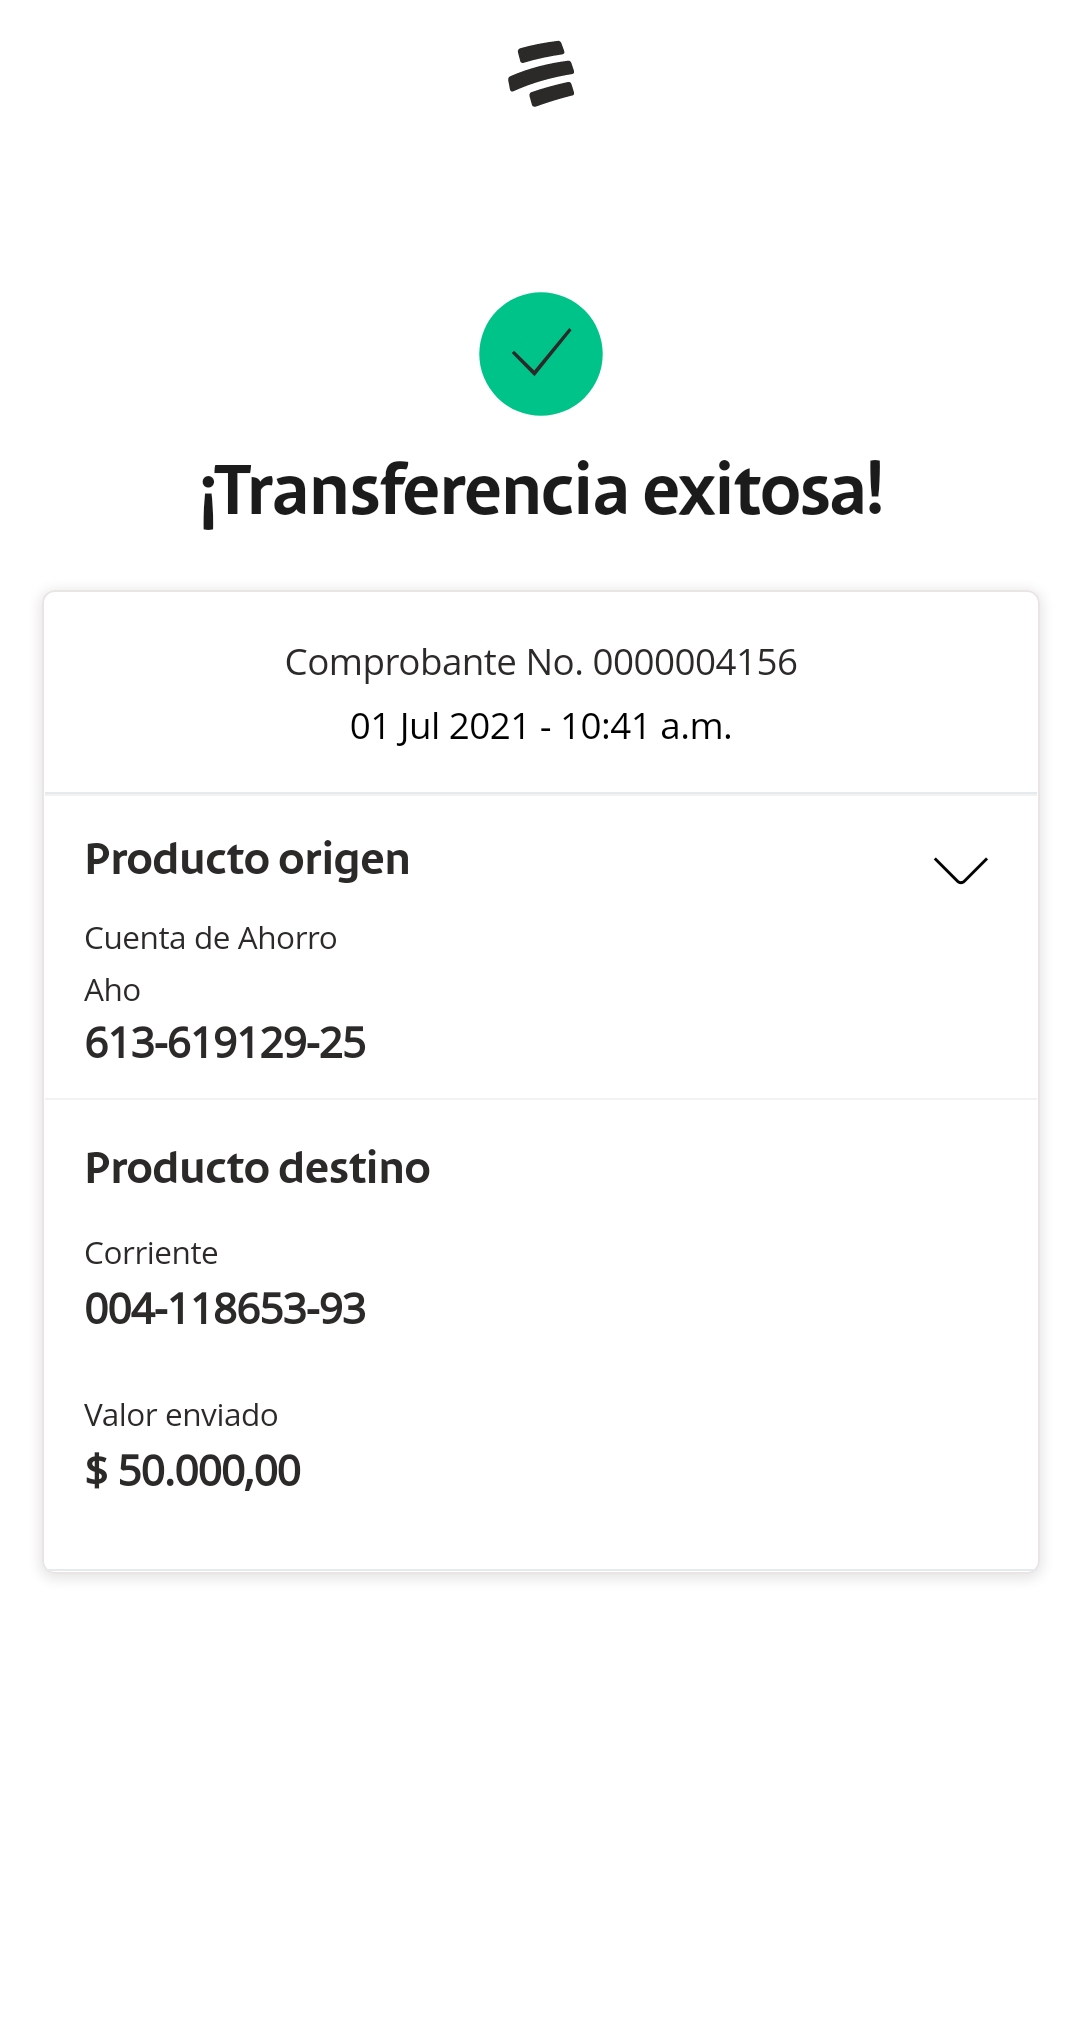 ¡Transferencia exitosa!
Comprobante No. 0000004156
01 Jul 2021 - 10:41 a.m.
Producto origen
Cuenta de Ahorro
Aho
613-619129-25
Producto destino
Corriente
004-118653-93
Valor enviado
$ 50.000,00